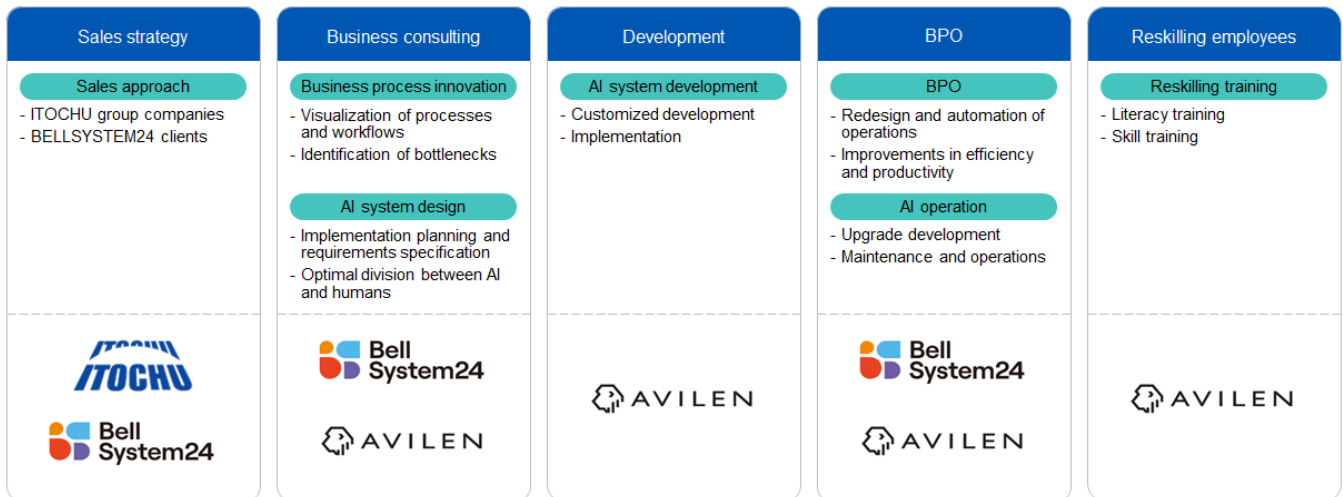 Sales strategy
Sales approach
- ITOCHU group companies
- BELLSYSTEM24 clients
ITOCHU
ITOCHU
Bell
System24
Business consulting
Business process innovation
- Visualization of processes
and workflows
- Identification of bottlenecks
AI system design
- Implementation planning and
requirements specification
- Optimal division between AI
and humans
Bell
System24
AVILEN
Development
AI system development
- Customized development
- Implementation
AVILEN
BPO
BPO
- Redesign and automation of
operations
- Improvements in efficiency
and productivity
AI operation
- Upgrade development
- Maintenance and operations
Bell
System24
AVILEN
Reskilling employees
Reskilling training
- Literacy training
- Skill training
AVILEN